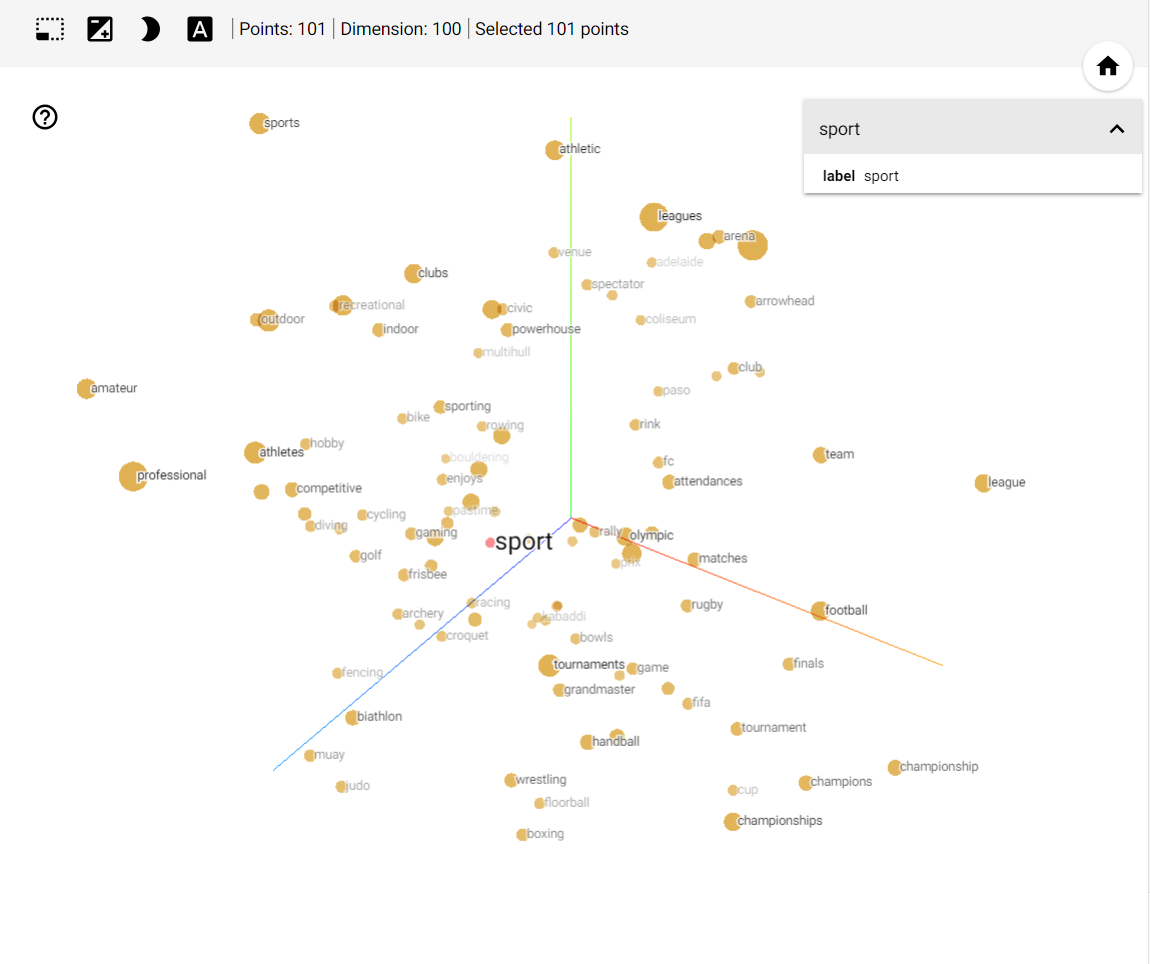 Points: 101 | Dimension: 100 | Selected 101 points
A
?
sport
label sport
sports
athletic
leagues
arena
venue
adelaide
clubs
spectator
recreational
civic
arrowhead
outdoor
indoor
powerhouse
coliseum
multihull
club
amateur
paso
sporting
bike
rowing
rink
hobby
athletes
team
bouldering
fc
professional
enjoys
attendances
league
competitive
pastime
cycling
diving
gaming
rally
olympic
sport
golf
matches
prix
frisbee
racing
rugby
archery
kabaddi
football
croquet
bowls
tournaments
game
finals
fencing
grandmaster
fifa
biathlon
tournament
handball
muay
championship
wrestling
champions
judo
cup
floorball
championships
boxing